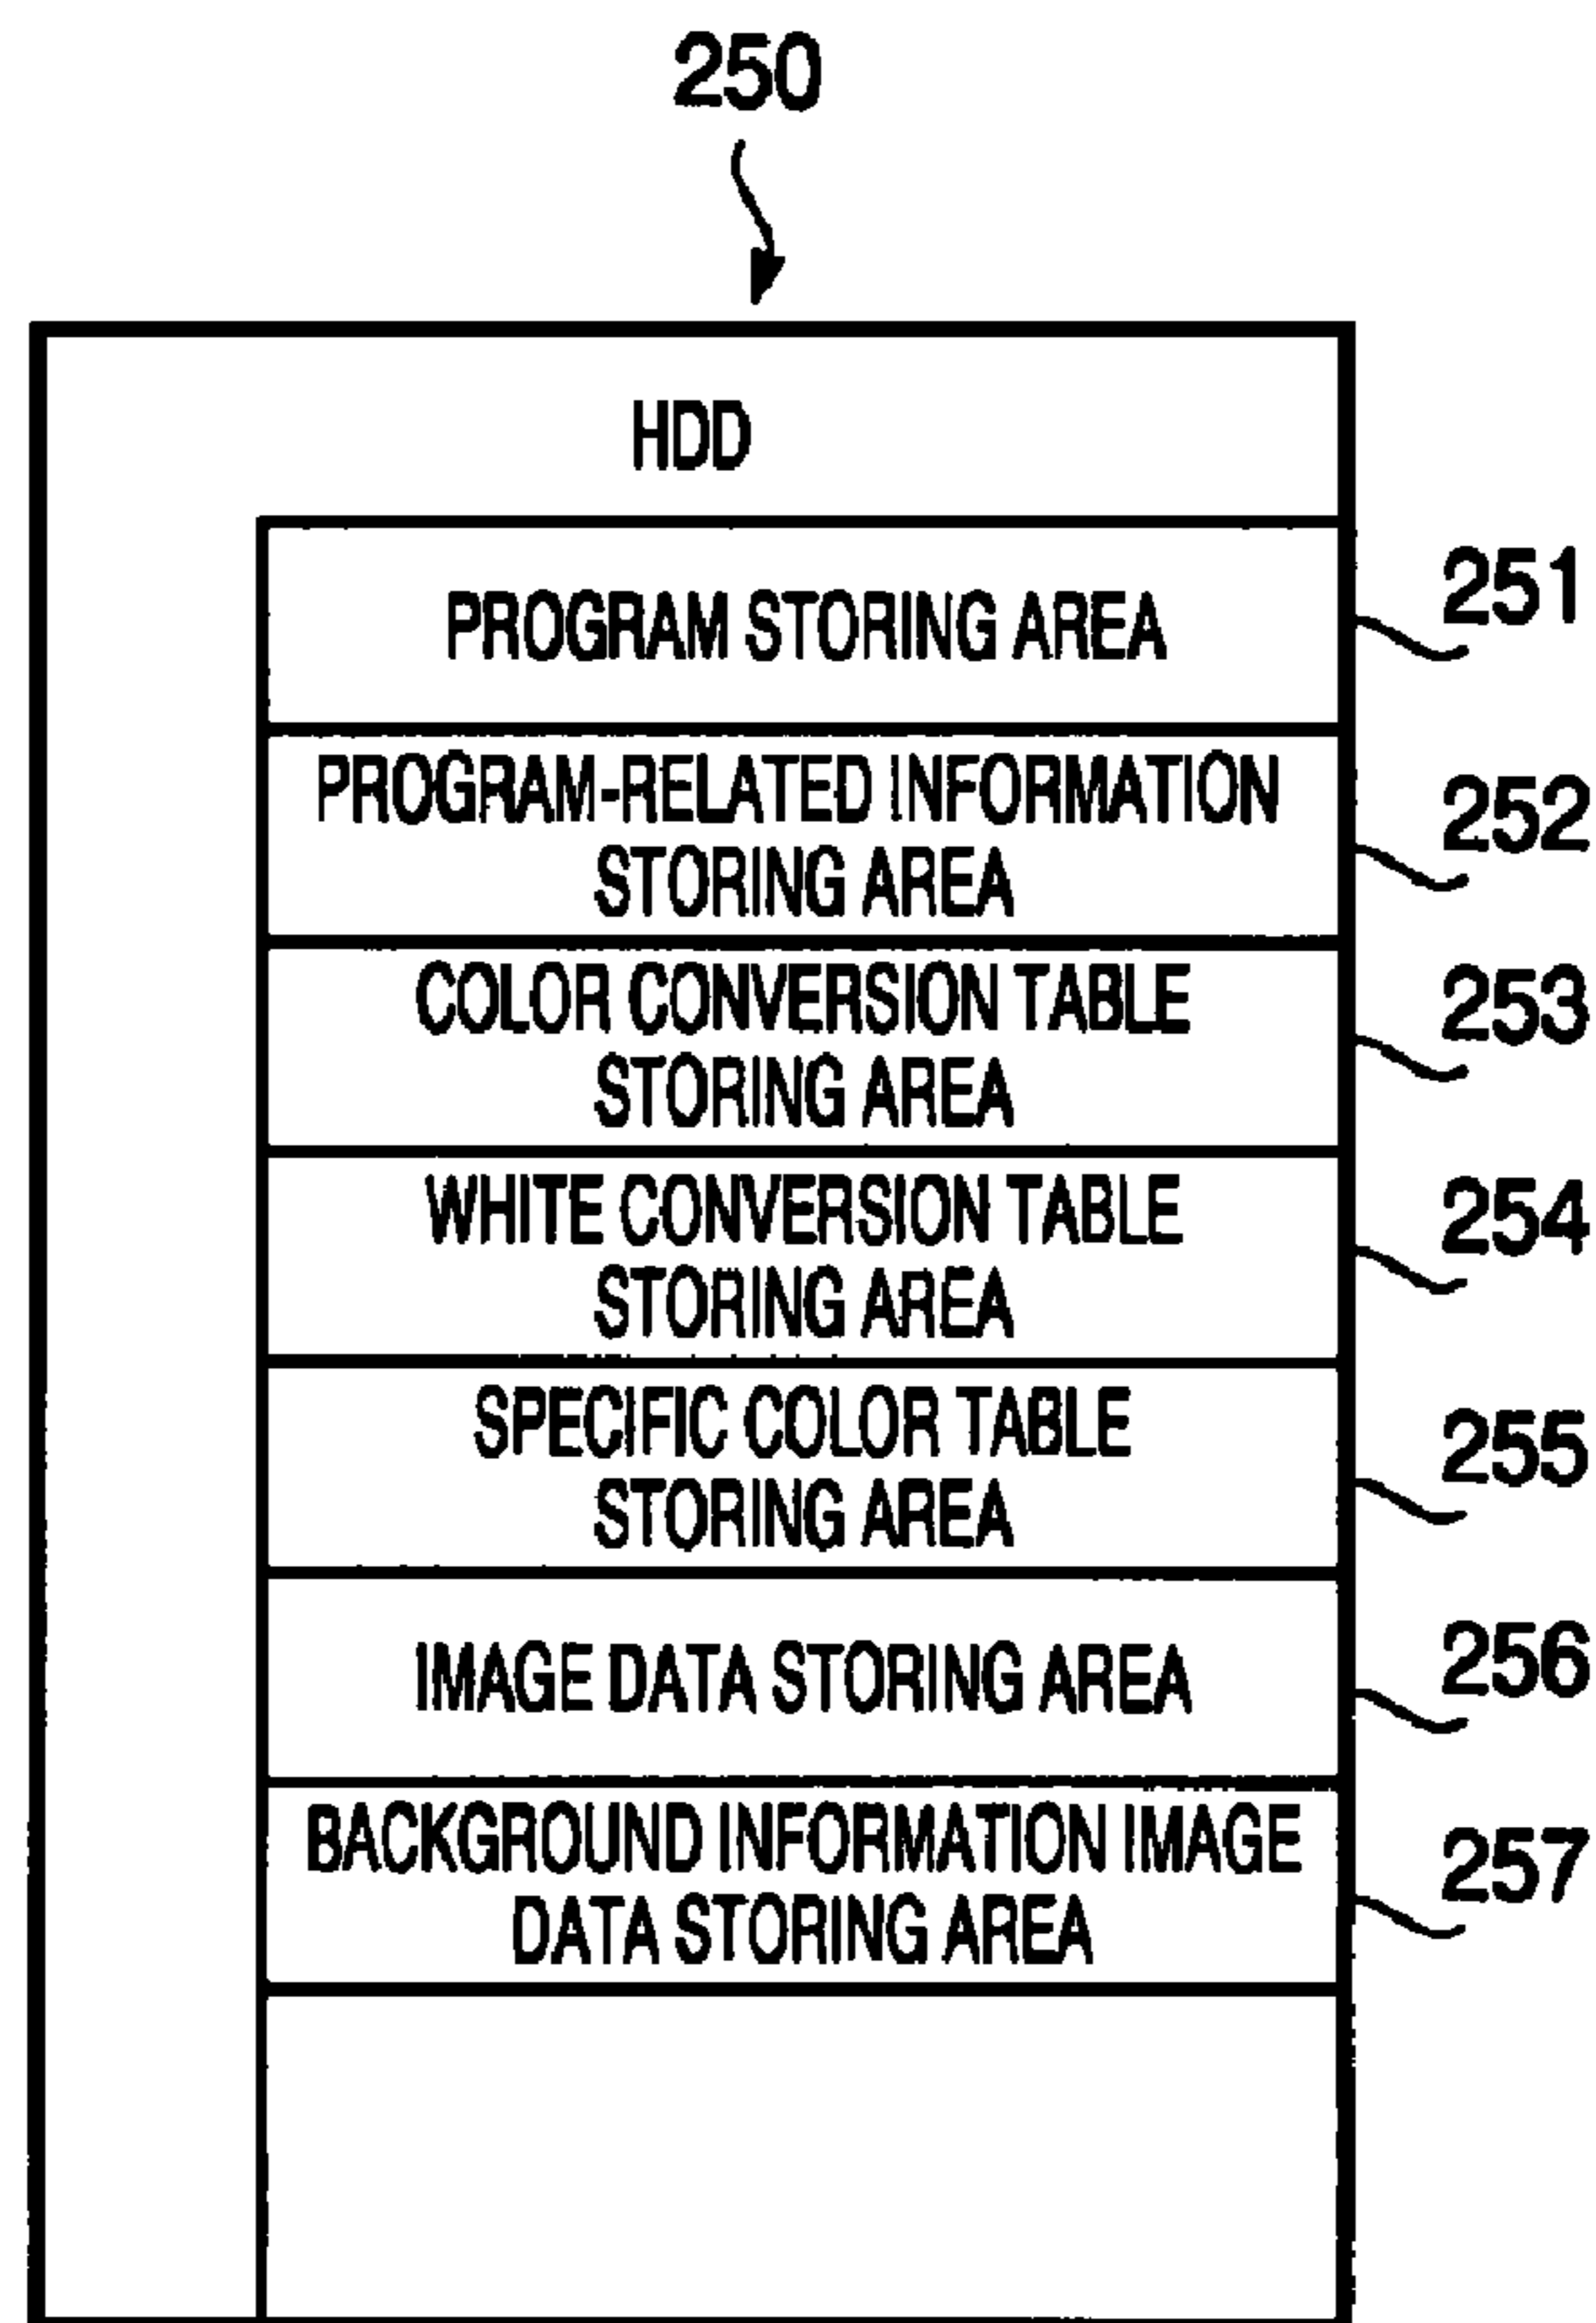 250
HDD
PROGRAM STORING AREA
251
PROGRAM-RELATED INFORMATION
STORING AREA
252
COLOR CONVERSION TABLE
STORING AREA
253
WHITE CONVERSION TABLE
STORING AREA
254
SPECIFIC COLOR TABLE
STORING AREA
255
IMAGE DATA STORING AREA
256
BACKGROUND INFORMATION IMAGE
DATA STORING AREA
257